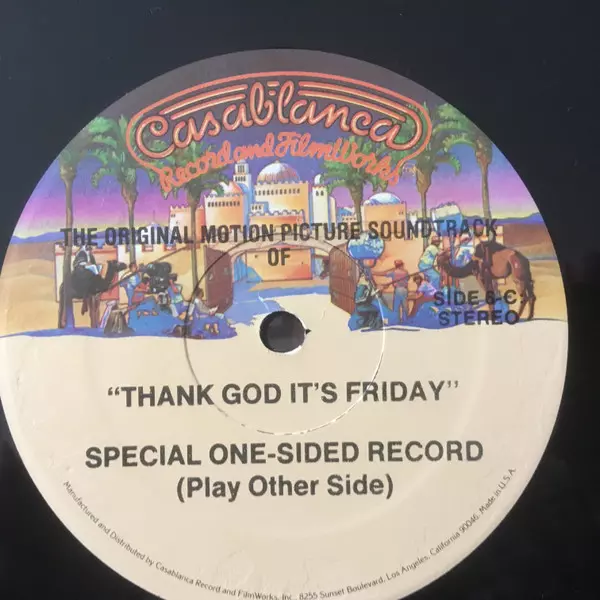 Casablanca
Record and FilmWorks
THE ORIGINAL MOTION PICTURE SOUNDTRACK
OF
SIDE 6-C
STEREO
"THANK GOD IT'S FRIDAY"
SPECIAL ONE-SIDED RECORD
(Play Other Side)
Manufactured and Distributed by Casablanca Record and FilmWorks, Inc. 8255 Sunset Boulevard, Los Angeles, California 90046. Made in U.S.A.